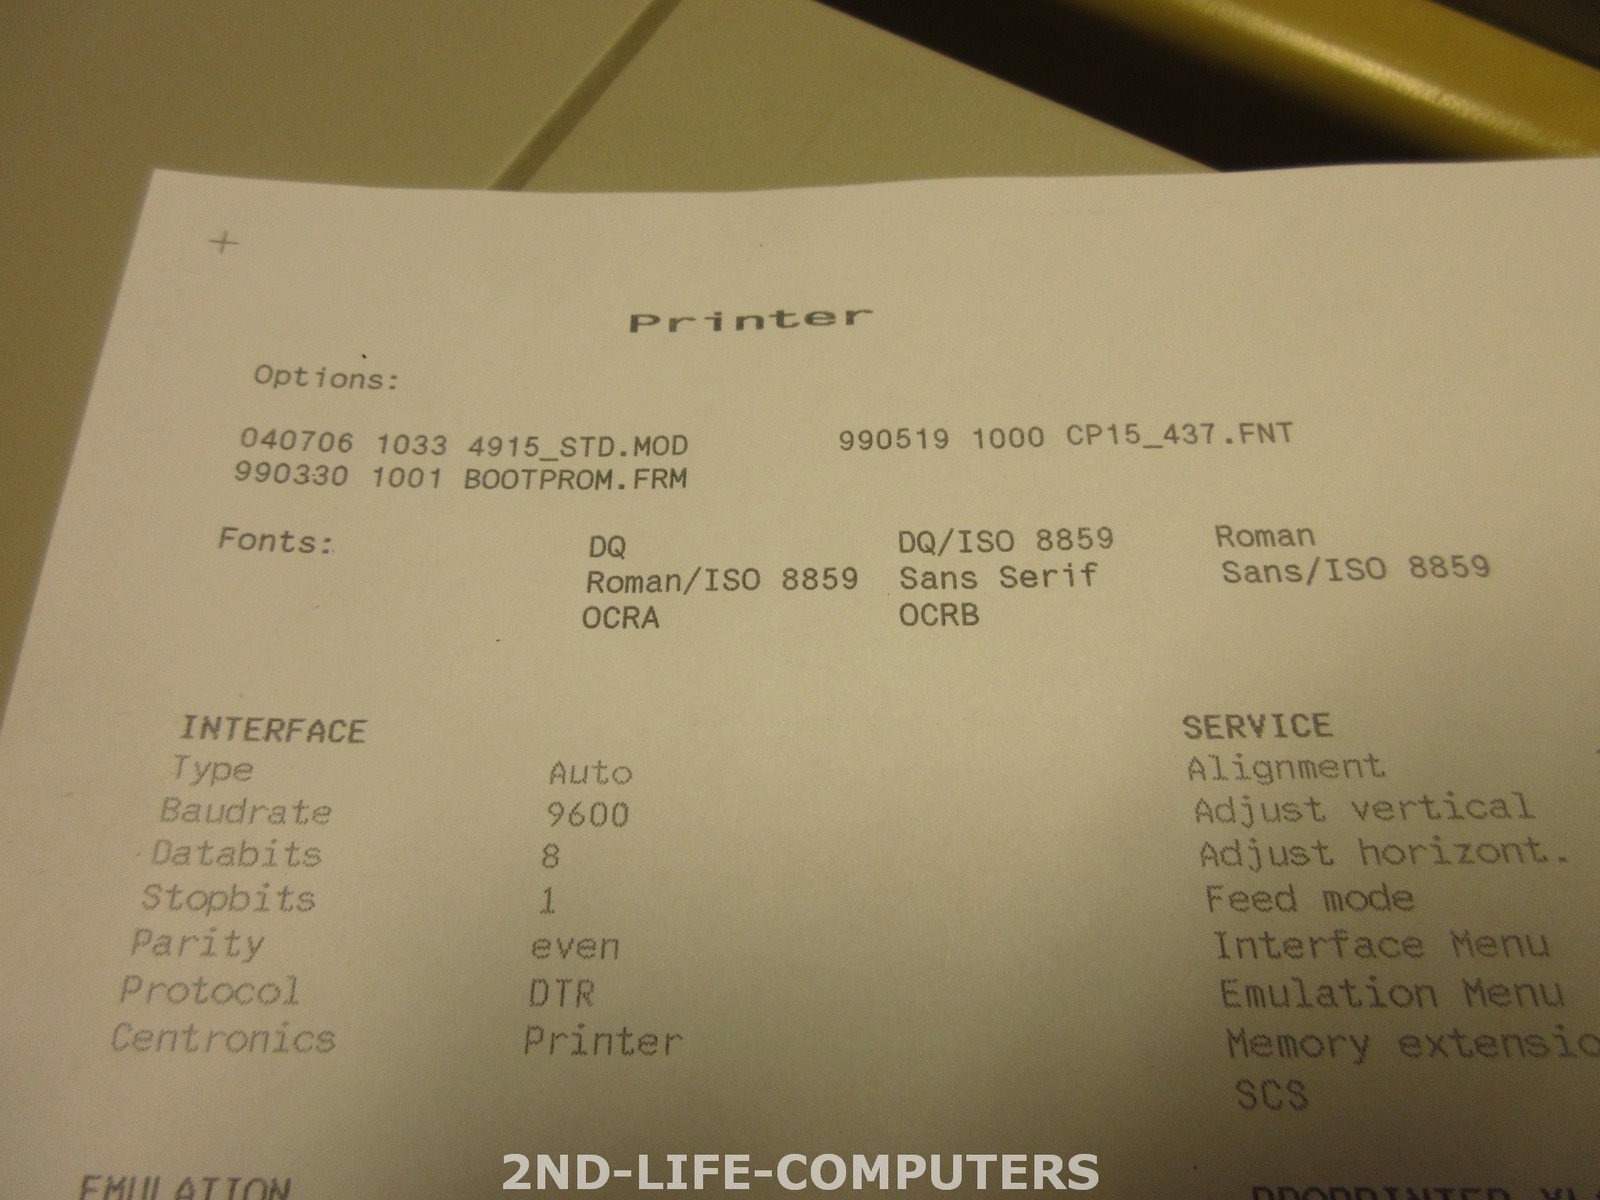 Printer
Options:
040706 1033 4915_STD.MOD 990519 1000 CP15_437.FNT
990330 1001 BOOTPROM.FRM
Fonts: DQ DQ/ISO 8859 Roman
Roman/ISO 8859 Sans Serif Sans/ISO 8859
OCRA OCRB
INTERFACE SERVICE
Type Auto Alignment
Baudrate 9600 Adjust vertical
Databits 8 Adjust horizont.
Stopbits 1 Feed mode
Parity even Interface Menu
Protocol DTR Emulation Menu
Centronics Printer Memory extensio
SCS
EMULATION
2ND-LIFE-COMPUTERS